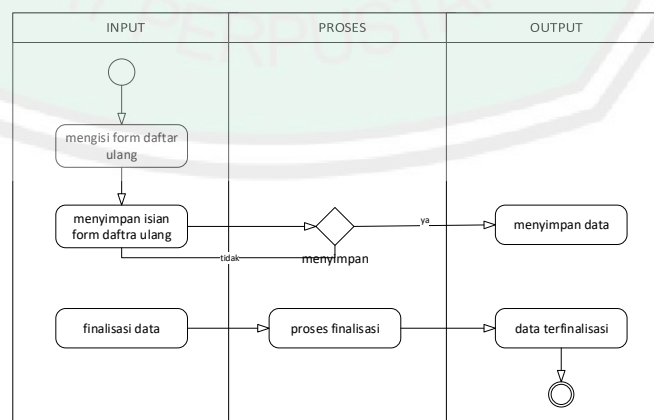 INPUT
PROSES
OUTPUT
mengisi form daftar
ulang
menyimpan isian
form daftra ulang
ya
menyimpan data
tidak
menyimpan
finalisasi data
proses finalisasi
data terfinalisasi